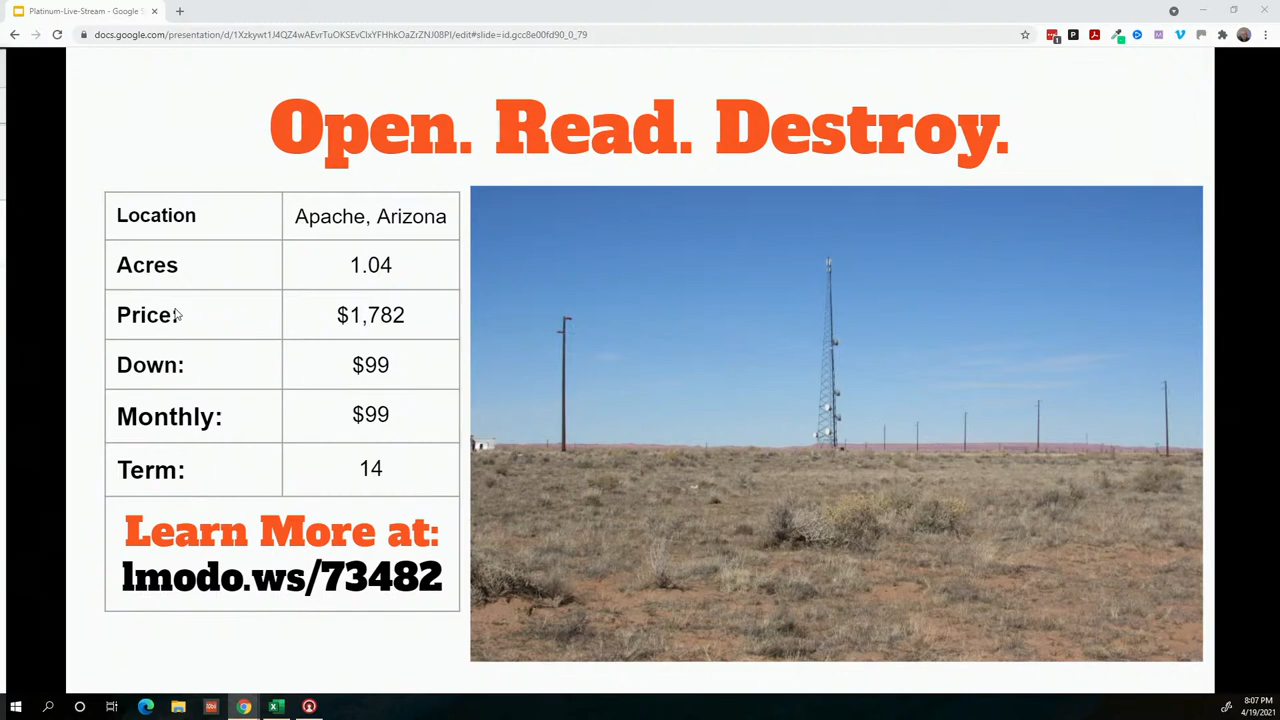 Platinum-Live-Stream - Google S
docs.google.com/presentation/d/1Xzkywt1J4QZ4wAEvrTuOKSEvClxYFHhkOaZrZNJ08PI/edit#slide=id.gcc8e00fd90_0_79
Open. Read. Destroy.
Location Apache, Arizona
Acres 1.04
Price: $1,782
Down: $99
Monthly: $99
Term: 14
Learn More at:
lmodo.ws/73482
8:07 PM
4/19/2021